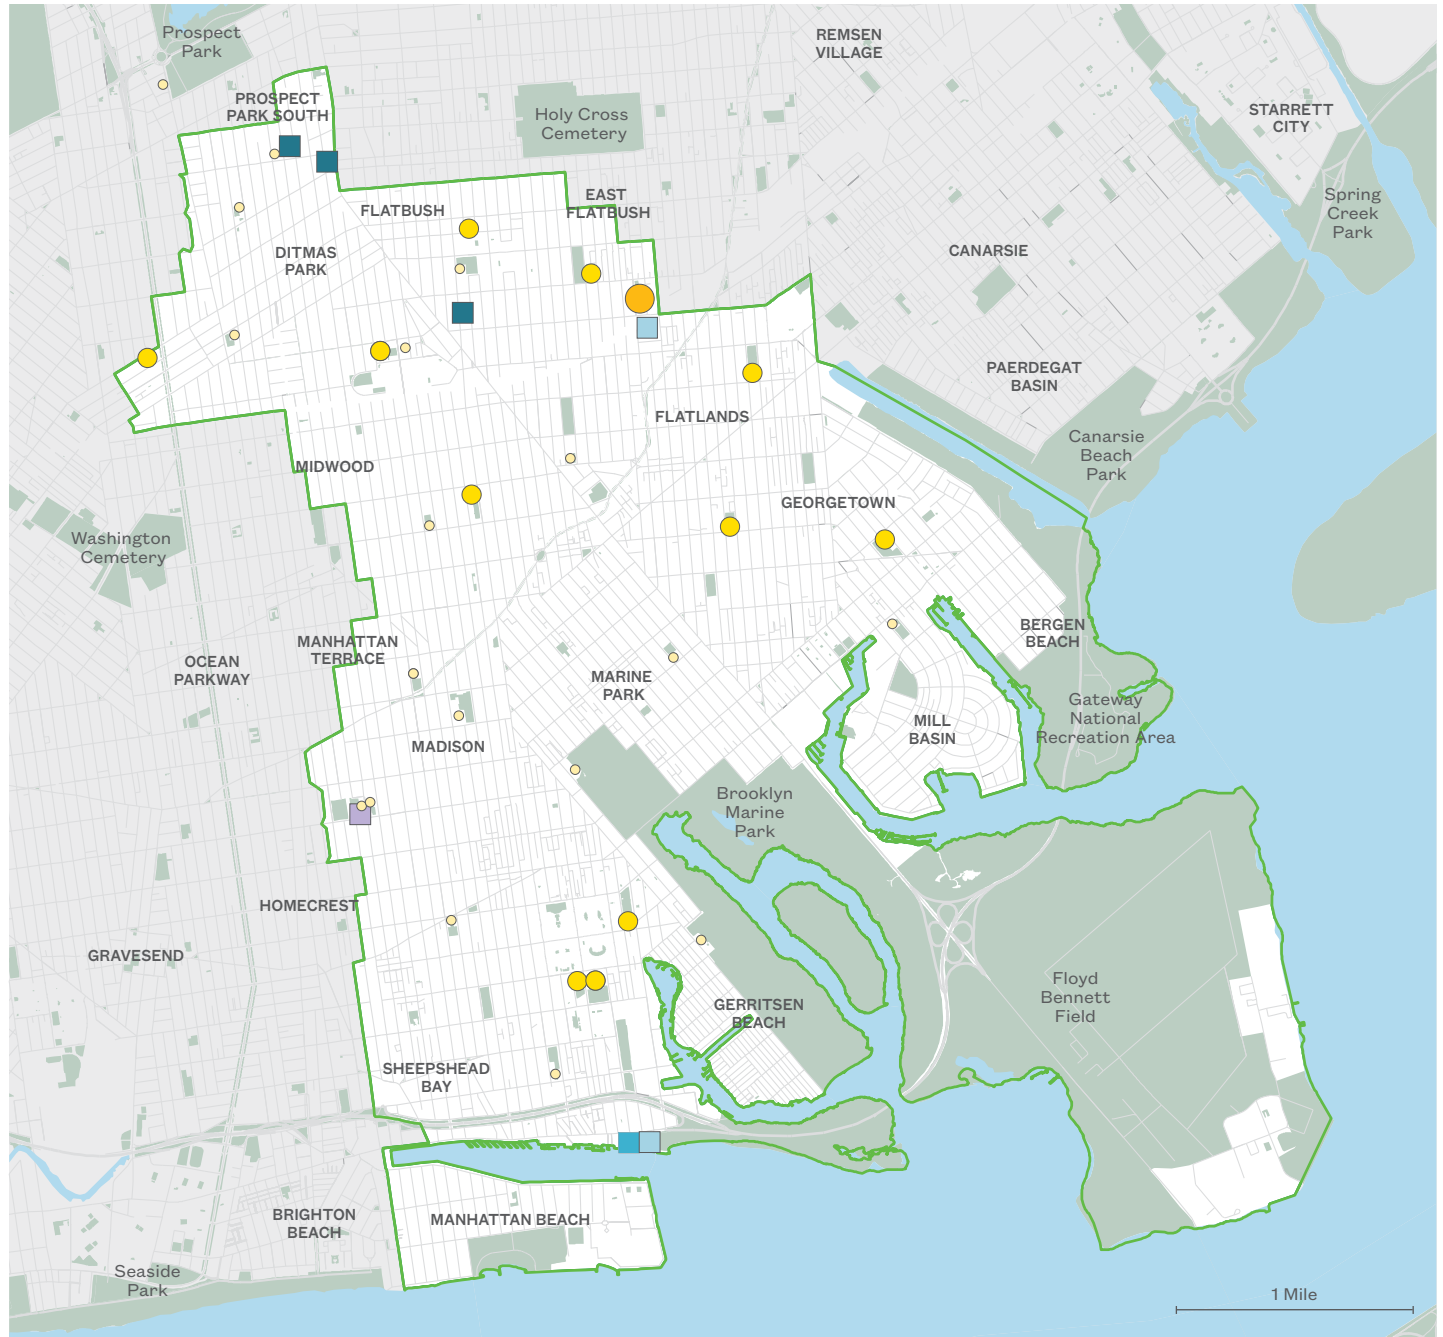 Prospect
Park
REMSEN
VILLAGE
PROSPECT
PARK SOUTH
Holy Cross
Cemetery
STARRETT
CITY
Spring
Creek
Park
EAST
FLATBUSH
FLATBUSH
DITMAS
PARK
CANARSIE
PAERDEGAT
BASIN
FLATLANDS
Canarsie
Beach
Park
MIDWOOD
GEORGETOWN
Washington
Cemetery
BERGEN
BEACH
MANHATTAN
TERRACE
OCEAN
PARKWAY
MARINE
PARK
Gateway
National
Recreation Area
MILL
BASIN
MADISON
Brooklyn
Marine
Park
HOMECREST
GRAVESEND
Floyd
Bennett
Field
GERRITSEN
BEACH
SHEEPSHEAD
BAY
BRIGHTON
BEACH
MANHATTAN BEACH
Seaside
Park
1 Mile